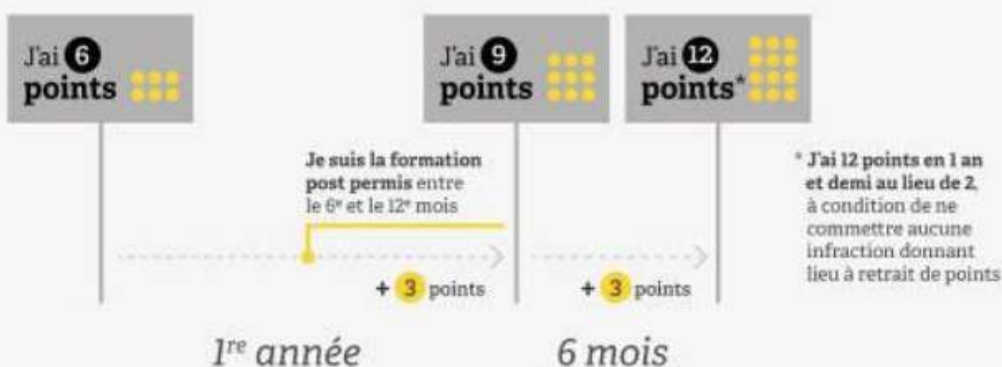 J'ai 6
points
J'ai 9
points
J'ai 12
points*
Je suis la formation
post permis entre
le 6e et le 12e mois
* J'ai 12 points en 1 an
et demi au lieu de 2,
à condition de ne
commettre aucune
infraction donnant
lieu à retrait de points
+ 3 points
+ 3 points
1re année
6 mois